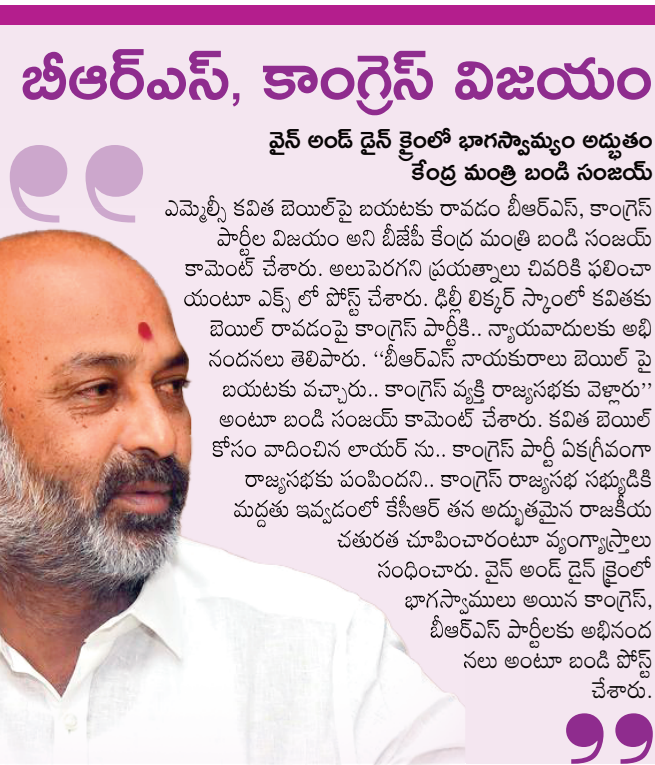 బీఆర్ఎస్, కాంగ్రెస్ విజయం
వైన్ అండ్ డైన్ క్రైంలో భాగస్వామ్యం అద్భుతం
కేంద్ర మంత్రి బండి సంజయ్
ఎమ్మెల్సీ కవిత బెయిల్‌పై బయటకు రావడం బీఆర్ఎస్, కాంగ్రెస్
పార్టీల విజయం అని బీజేపీ కేంద్ర మంత్రి బండి సంజయ్
కామెంట్ చేశారు. అలుపెరగని ప్రయత్నాలు చివరికి ఫలించా
యంటూ ఎక్స్ లో పోస్ట్ చేశారు. ఢిల్లీ లిక్కర్ స్కాంలో కవితకు
బెయిల్ రావడంపై కాంగ్రెస్ పార్టీకి.. న్యాయవాదులకు అభి
నందనలు తెలిపారు. ‘‘బీఆర్ఎస్ నాయకురాలు బెయిల్ పై
బయటకు వచ్చారు.. కాంగ్రెస్ వ్యక్తి రాజ్యసభకు వెళ్లారు’’
అంటూ బండి సంజయ్ కామెంట్ చేశారు. కవిత బెయిల్
కోసం వాదించిన లాయర్ ను.. కాంగ్రెస్ పార్టీ ఏకగ్రీవంగా
రాజ్యసభకు పంపిందని.. కాంగ్రెస్ రాజ్యసభ సభ్యుడికి
మద్దతు ఇవ్వడంలో కేసీఆర్ తన అద్భుతమైన రాజకీయ
చతురత చూపించారంటూ వ్యంగ్యాస్త్రాలు
సంధించారు. వైన్ అండ్ డైన్ క్రైంలో
భాగస్వాములు అయిన కాంగ్రెస్,
బీఆర్ఎస్ పార్టీలకు అభినంద
నలు అంటూ బండి పోస్ట్
చేశారు.